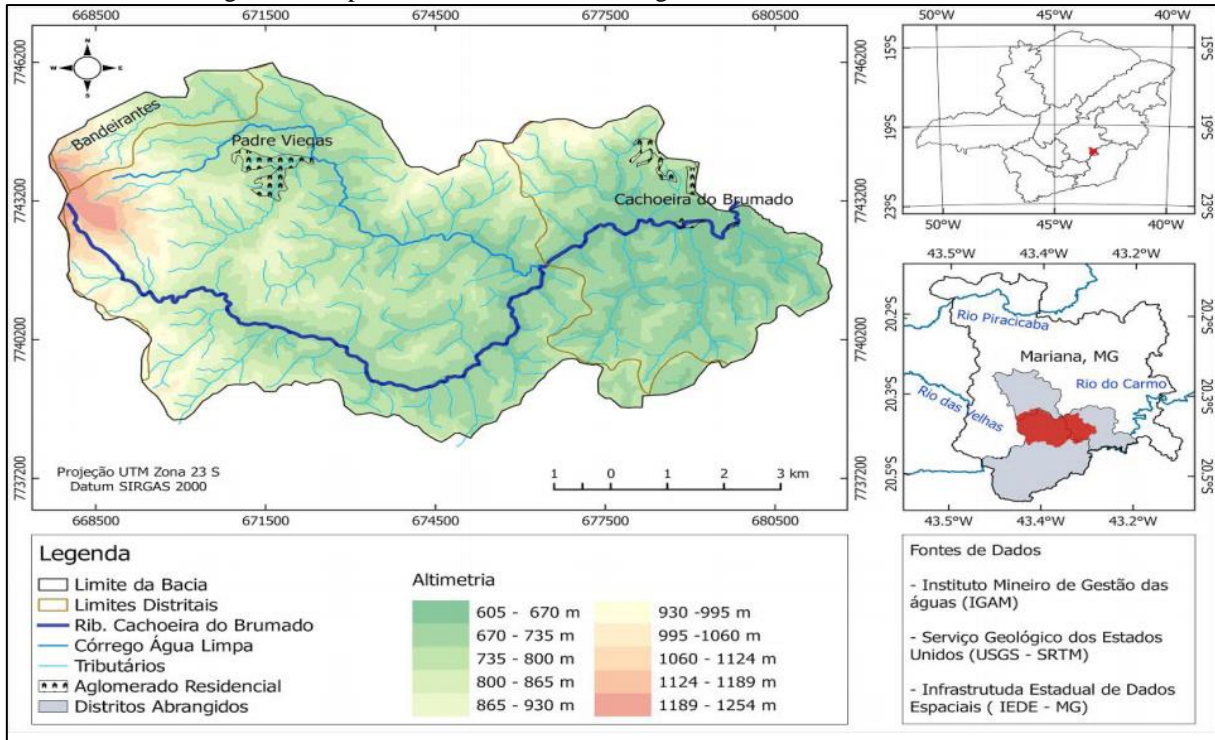 668500
671500
674500
677500
680500
7746200
7743200
7740200
7737200
N
W
E
S
Bandeirantes
Padre Viegas
Cachoeira do Brumado
Projeção UTM Zona 23 S
Datum SIRGAS 2000
1 0 1 2 3 km
7746200
7743200
7740200
7737200
668500
671500
674500
677500
680500
50°W
45°W
40°W
15°S
19°S
23°S
15°S
19°S
23°S
50°W
45°W
40°W
43.5°W
43.4°W
43.2°W
20.2°S
20.3°S
20.5°S
Rio Piracicaba
Mariana, MG
Rio do Carmo
Rio das Velhas
20.2°S
20.3°S
20.5°S
43.5°W
43.4°W
43.2°W
Legenda
Limite da Bacia
Limites Distritais
Rib. Cachoeira do Brumado
Córrego Água Limpa
Tributários
Aglomerado Residencial
Distritos Abrangidos
Altimetria
605 - 670 m
670 - 735 m
735 - 800 m
800 - 865 m
865 - 930 m
930 -995 m
995 -1060 m
1060 - 1124 m
1124 - 1189 m
1189 - 1254 m
Fontes de Dados
- Instituto Mineiro de Gestão das
águas (IGAM)
- Serviço Geológico dos Estados
Unidos (USGS - SRTM)
- Infrastrutuda Estadual de Dados
Espaciais ( IEDE - MG)